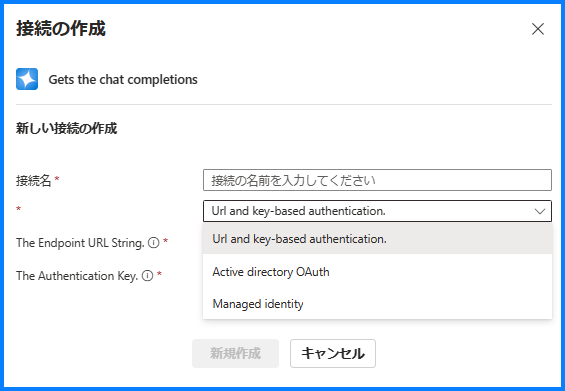 接続の作成
Gets the chat completions
新しい接続の作成
接続名 *
接続の名前を入力してください
*
Url and key-based authentication.
Url and key-based authentication.
The Endpoint URL String. *
Active directory OAuth
The Authentication Key. *
Managed identity
新規作成
キャンセル